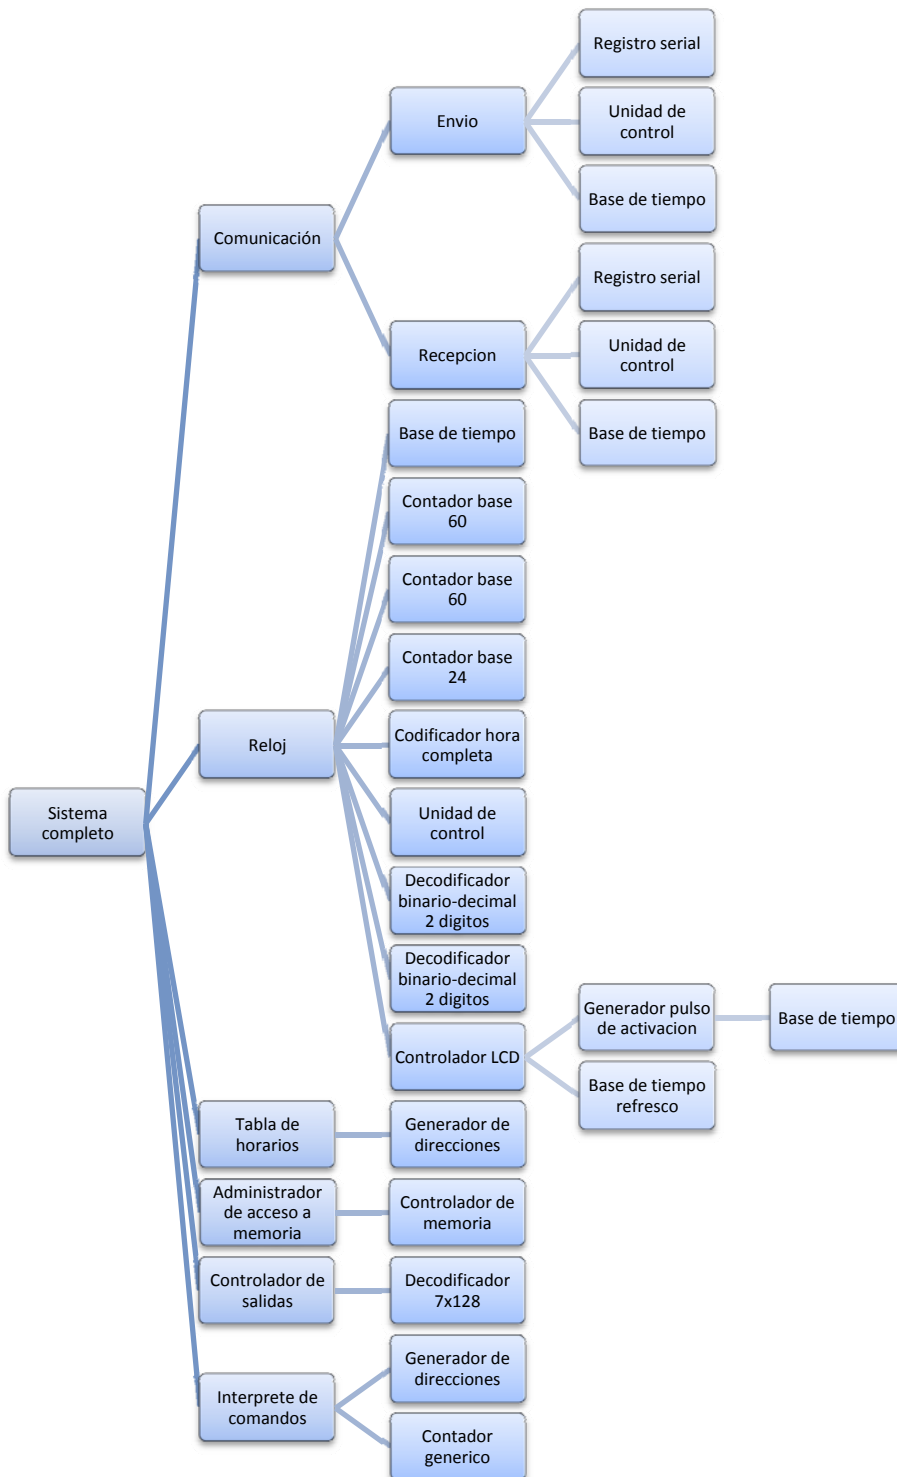 Registro serial
Envio
Unidad de
control
Base de tiempo
Comunicación
Registro serial
Recepcion
Unidad de
control
Base de tiempo
Base de tiempo
Contador base
60
Contador base
60
Contador base
24
Reloj
Codificador hora
completa
Sistema
completo
Unidad de
control
Decodificador
binario-decimal
2 digitos
Decodificador
binario-decimal
2 digitos
Controlador LCD
Generador pulso
de activacion
Base de tiempo
Base de tiempo
refresco
Tabla de
horarios
Generador de
direcciones
Administrador
de acceso a
memoria
Controlador de
memoria
Controlador de
salidas
Decodificador
7x128
Interprete de
comandos
Generador de
direcciones
Contador
generico